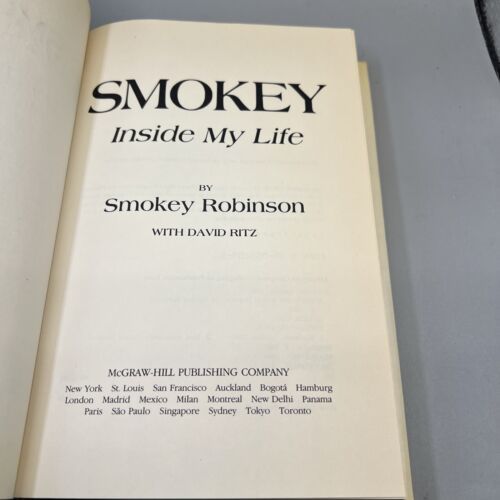 SMOKEY
Inside My Life
BY
Smokey Robinson
WITH DAVID RITZ
McGRAW-HILL PUBLISHING COMPANY
New York St. Louis San Francisco Auckland Bogotá Hamburg
London Madrid Mexico Milan Montreal New Delhi Panama
Paris São Paulo Singapore Sydney Tokyo Toronto